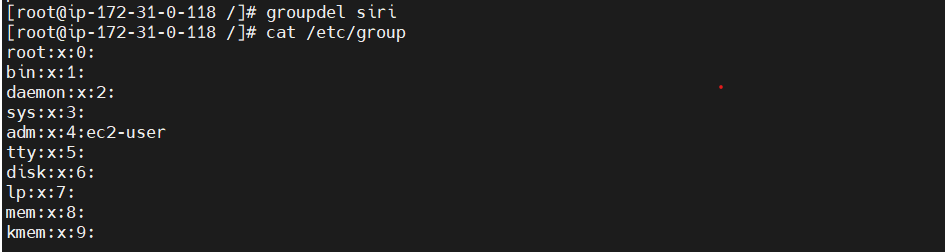 [root@ip-172-31-0-118 /]# groupdel siri
[root@ip-172-31-0-118 /]# cat /etc/group
root:x:0:
bin:x:1:
daemon:x:2:
sys:x:3:
adm:x:4:ec2-user
tty:x:5:
disk:x:6:
lp:x:7:
mem:x:8:
kmem:x:9: